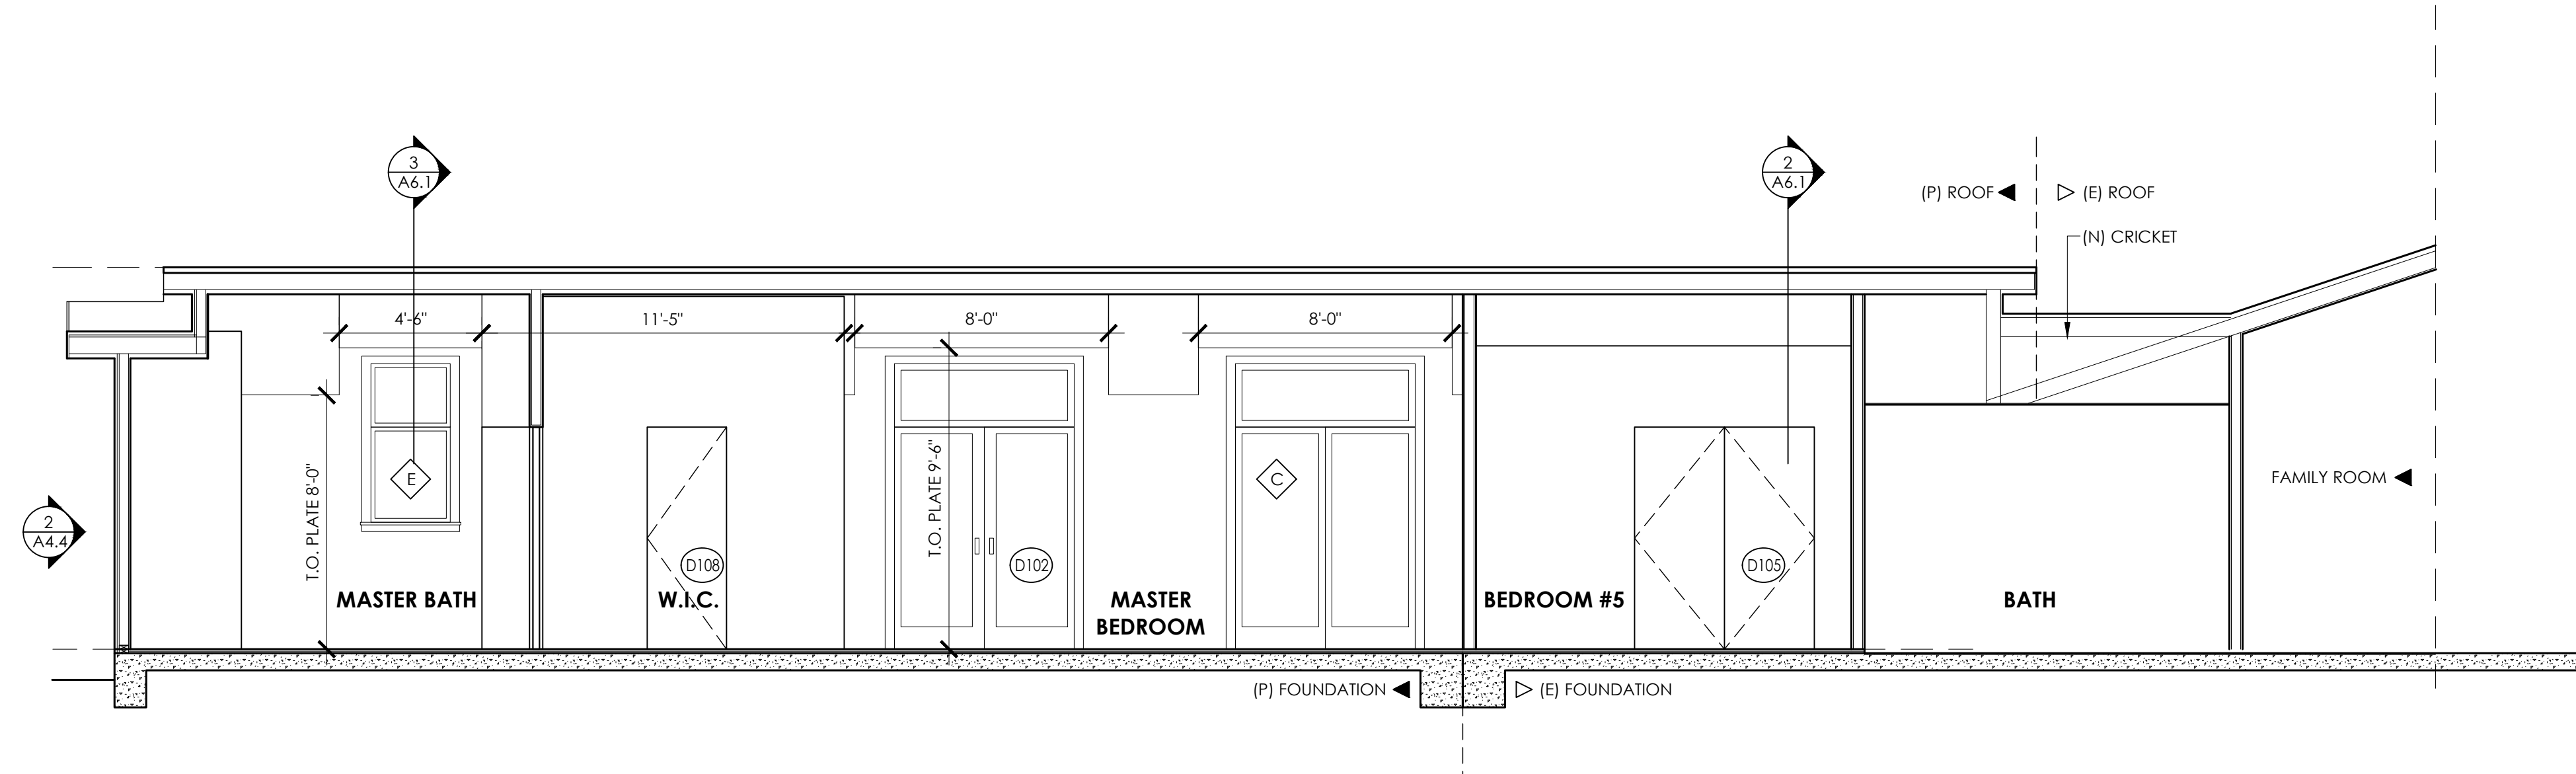 3
A6.1
2
A6.1
(P) ROOF
(E) ROOF
(N) CRICKET
4'-6"
11'-5"
8'-0"
8'-0"
2
A4.4
T.O. PLATE 8'-0"
E
T.O. PLATE 9'-6"
C
FAMILY ROOM
D108
D102
D105
MASTER BATH
W.I.C.
MASTER
BEDROOM
BEDROOM #5
BATH
(P) FOUNDATION
(E) FOUNDATION